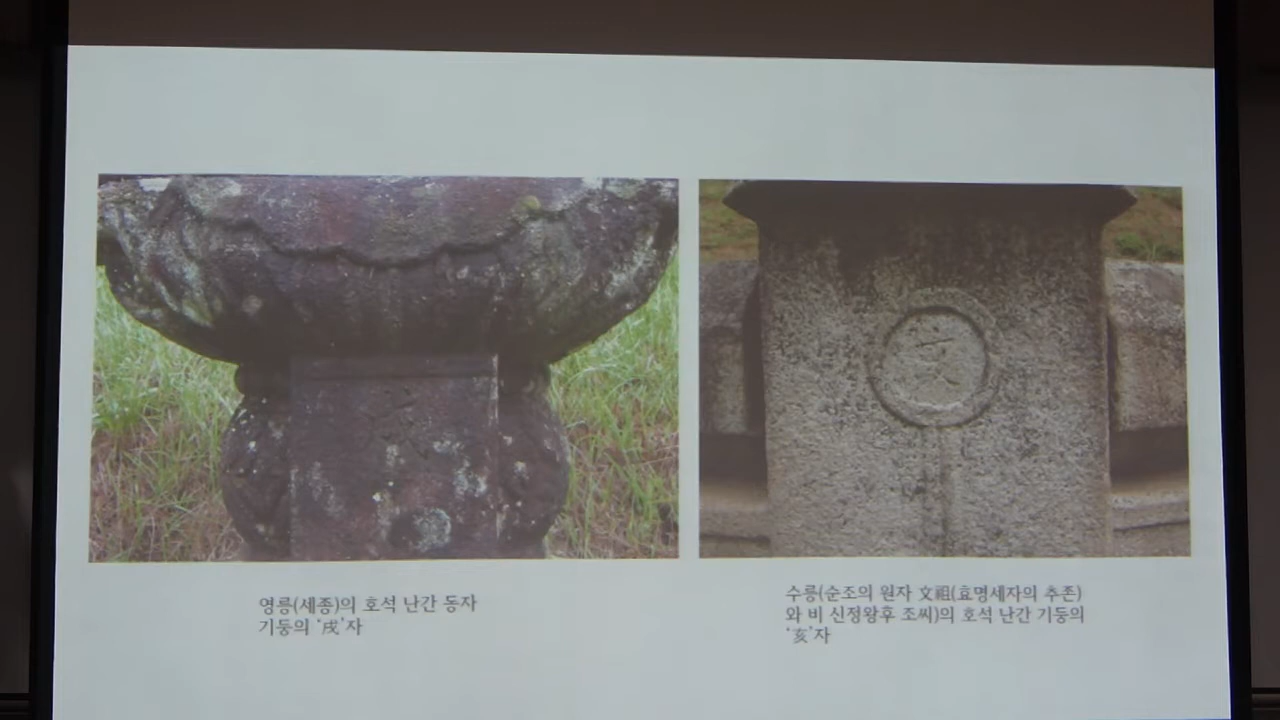 亥
영릉(세종)의 호석 난간 동자
기둥의 '戌'자
수릉(순조의 원자 文祖(효명세자의 추존)
와 비 신정왕후 조씨)의 호석 난간 기둥의
'亥'자